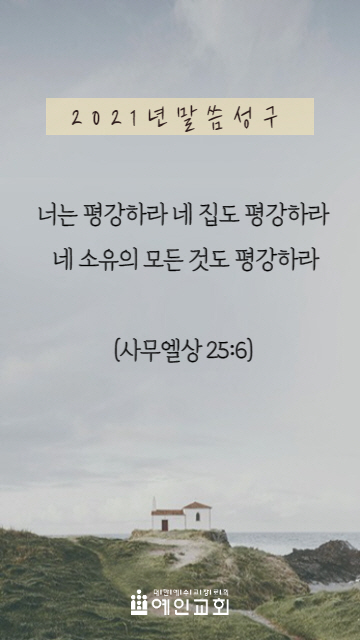 2021년말씀성구
너는 평강하라 네 집도 평강하라
네 소유의 모든 것도 평강하라
(사무엘상 25:6)
예인교회